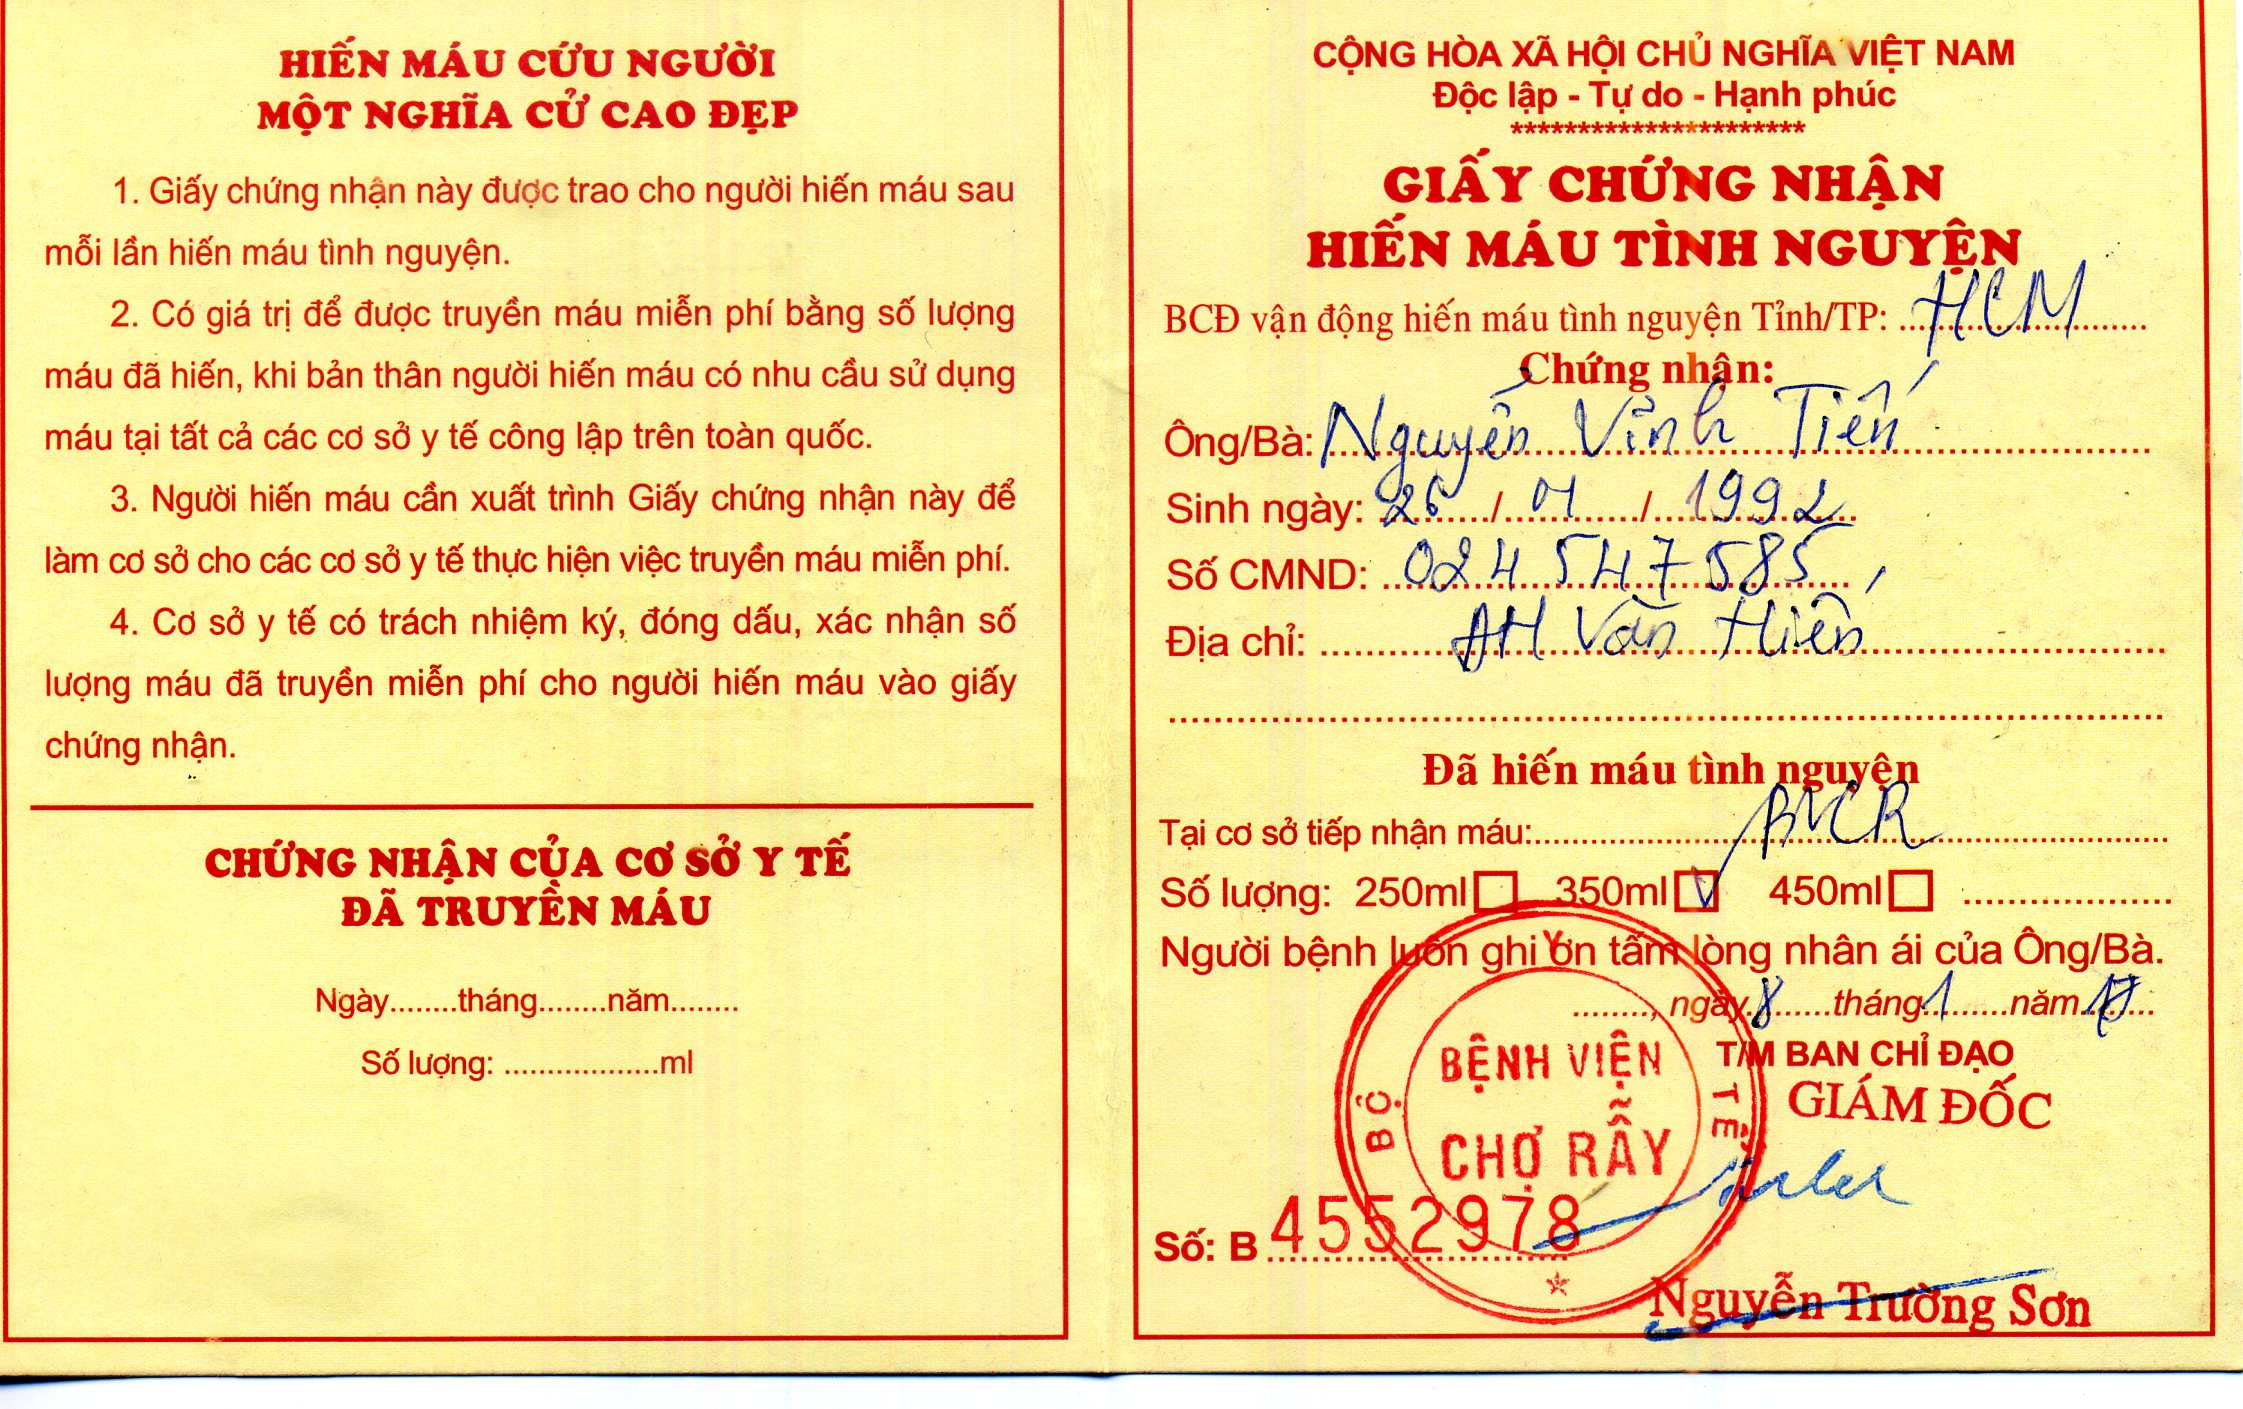 HIẾN MÁU CỨU NGƯỜI
MỘT NGHĨA CỬ CAO ĐẸP
1. Giấy chứng nhận này được trao cho người hiến máu sau
mỗi lần hiến máu tình nguyện.
2. Có giá trị để được truyền máu miễn phí bằng số lượng
máu đã hiến, khi bản thân người hiến máu có nhu cầu sử dụng
máu tại tất cả các cơ sở y tế công lập trên toàn quốc.
3. Người hiến máu cần xuất trình Giấy chứng nhận này để
làm cơ sở cho các cơ sở y tế thực hiện việc truyền máu miễn phí.
4. Cơ sở y tế có trách nhiệm ký, đóng dấu, xác nhận số
lượng máu đã truyền miễn phí cho người hiến máu vào giấy
chứng nhận.
CHỨNG NHẬN CỦA CƠ SỞ Y TẾ
ĐÃ TRUYỀN MÁU
Ngày........tháng........năm........
Số lượng: ..................ml
CỘNG HÒA XÃ HỘI CHỦ NGHĨA VIỆT NAM
Độc lập - Tự do - Hạnh phúc
**********************
GIẤY CHỨNG NHẬN
HIẾN MÁU TÌNH NGUYỆN
BCĐ vận động hiến máu tình nguyện Tỉnh/TP: HCM
Chứng nhận:
Ông/Bà: Nguyễn Vĩnh Tiến
Sinh ngày: 26 / 01 / 1992
Số CMND: 024547585
Địa chỉ: ĐH Văn Hiến
Đã hiến máu tình nguyện
Tại cơ sở tiếp nhận máu: BVCR
Số lượng: 250ml 350ml 450ml
Người bệnh luôn ghi ơn tấm lòng nhân ái của Ông/Bà.
........, ngày 8 tháng 1 năm 17
T/M BAN CHỈ ĐẠO
GIÁM ĐỐC
BỘ Y TẾ
BỆNH VIỆN
CHỢ RẪY
Số: B 4552978
Nguyễn Trường Sơn